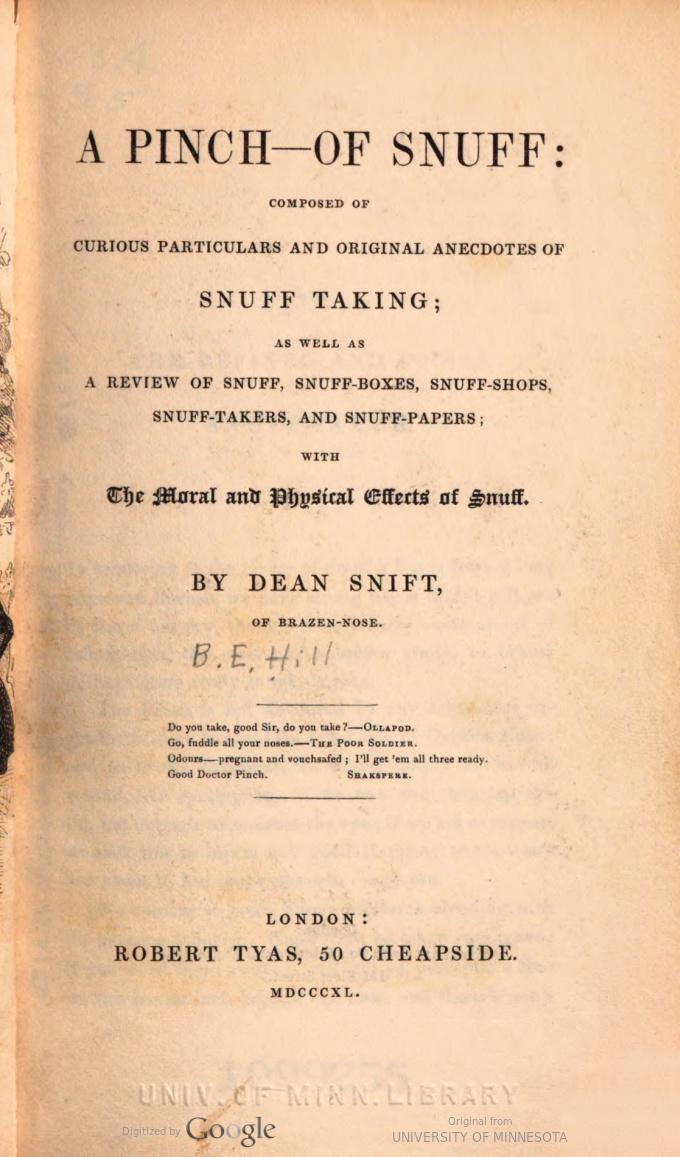 A PINCH—OF SNUFF:
COMPOSED OF
CURIOUS PARTICULARS AND ORIGINAL ANECDOTES OF
SNUFF TAKING;
AS WELL AS
A REVIEW OF SNUFF, SNUFF-BOXES, SNUFF-SHOPS,
SNUFF-TAKERS, AND SNUFF-PAPERS;
WITH
The Moral and Physical Effects of Snuff.
BY DEAN SNIFT,
OF BRAZEN-NOSE.
B. E. Hill
Do you take, good Sir, do you take?—OLLAPOD.
Go, fuddle all your noses.—THE POOR SOLDIER.
Odours—pregnant and vouchsafed; I'll get 'em all three ready.
Good Doctor Pinch. SHAKSPERE.
LONDON:
ROBERT TYAS, 50 CHEAPSIDE.
MDCCCXL.
UNIV. OF MINN. LIBRARY
Digitized by Google
Original from
UNIVERSITY OF MINNESOTA